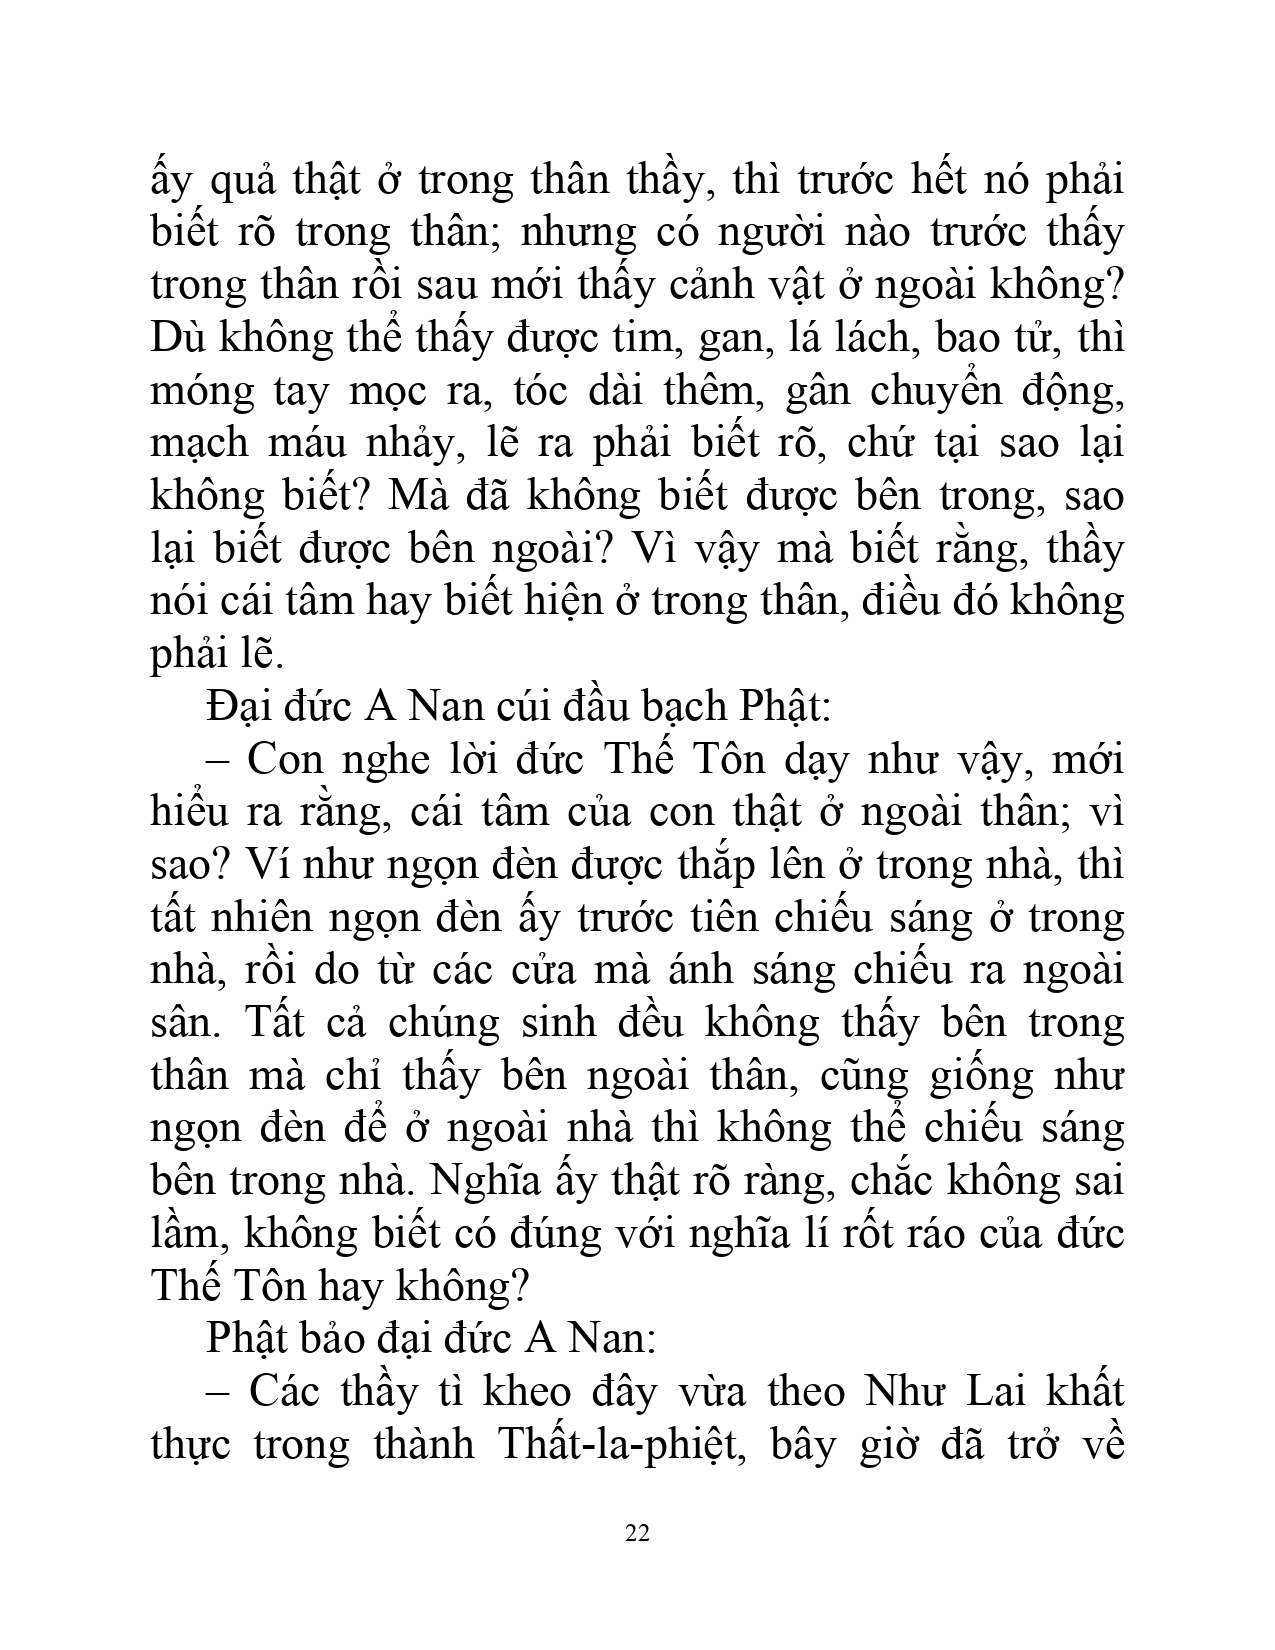 ấy quả thật ở trong thân thầy, thì trước hết nó phải
biết rõ trong thân; nhưng có người nào trước thấy
trong thân rồi sau mới thấy cảnh vật ở ngoài không?
Dù không thể thấy được tim, gan, lá lách, bao tử, thì
móng tay mọc ra, tóc dài thêm, gân chuyển động,
mạch máu nhảy, lẽ ra phải biết rõ, chứ tại sao lại
không biết? Mà đã không biết được bên trong, sao
lại biết được bên ngoài? Vì vậy mà biết rằng, thầy
nói cái tâm hay biết hiện ở trong thân, điều đó không
phải lẽ.
Đại đức A Nan cúi đầu bạch Phật:
– Con nghe lời đức Thế Tôn dạy như vậy, mới
hiểu ra rằng, cái tâm của con thật ở ngoài thân; vì
sao? Ví như ngọn đèn được thắp lên ở trong nhà, thì
tất nhiên ngọn đèn ấy trước tiên chiếu sáng ở trong
nhà, rồi do từ các cửa mà ánh sáng chiếu ra ngoài
sân. Tất cả chúng sinh đều không thấy bên trong
thân mà chỉ thấy bên ngoài thân, cũng giống như
ngọn đèn để ở ngoài nhà thì không thể chiếu sáng
bên trong nhà. Nghĩa ấy thật rõ ràng, chắc không sai
lầm, không biết có đúng với nghĩa lí rốt ráo của đức
Thế Tôn hay không?
Phật bảo đại đức A Nan:
– Các thầy tì kheo đây vừa theo Như Lai khất
thực trong thành Thất-la-phiệt, bây giờ đã trở về
22